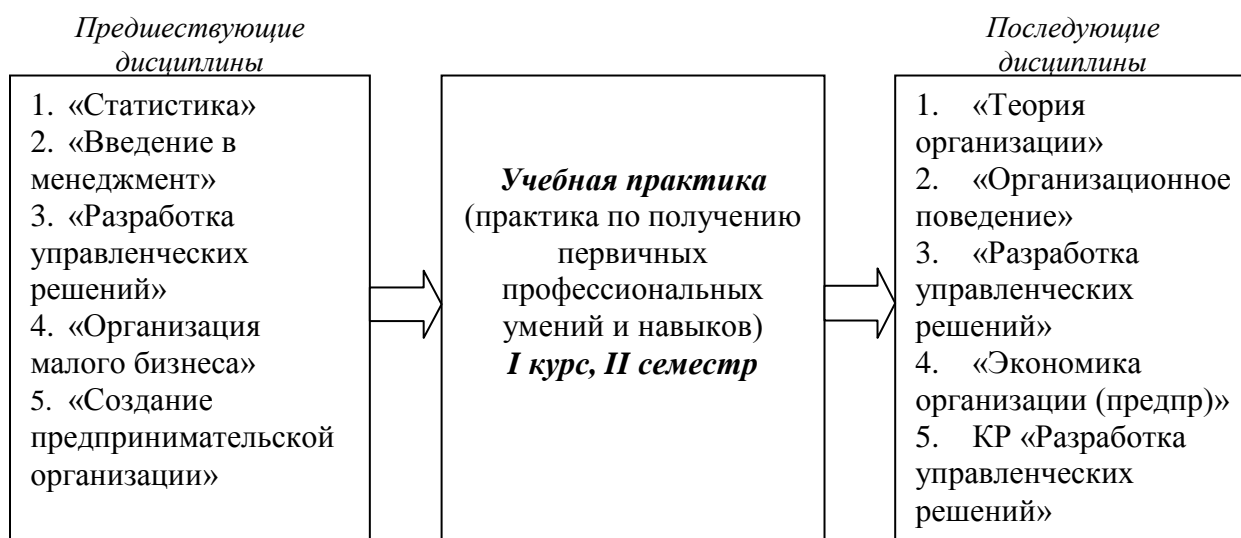 Предшествующие
дисциплины
1. «Статистика»
2. «Введение в
менеджмент»
3. «Разработка
управленческих
решений»
4. «Организация
малого бизнеса»
5. «Создание
предпринимательской
организации»
Учебная практика
(практика по получению
первичных
профессиональных
умений и навыков)
I курс, II семестр
Последующие
дисциплины
1. «Теория
организации»
2. «Организационное
поведение»
3. «Разработка
управленческих
решений»
4. «Экономика
организации (предпр)»
5. КР «Разработка
управленческих
решений»